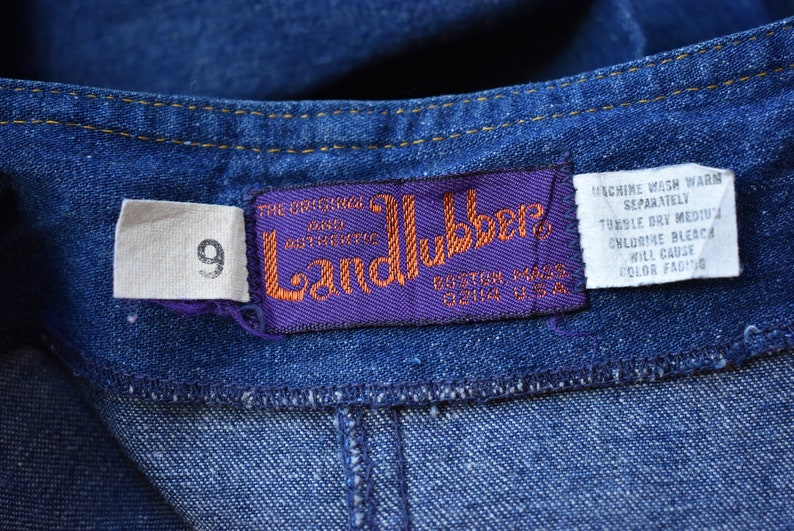 9
THE ORIGINAL
AND
AUTHENTIC
Landlubber
BOSTON MASS
02114 U.S.A
MACHINE WASH WARM
SEPARATELY
TUMBLE DRY MEDIUM
CHLORINE BLEACH
WILL CAUSE
COLOR FADING